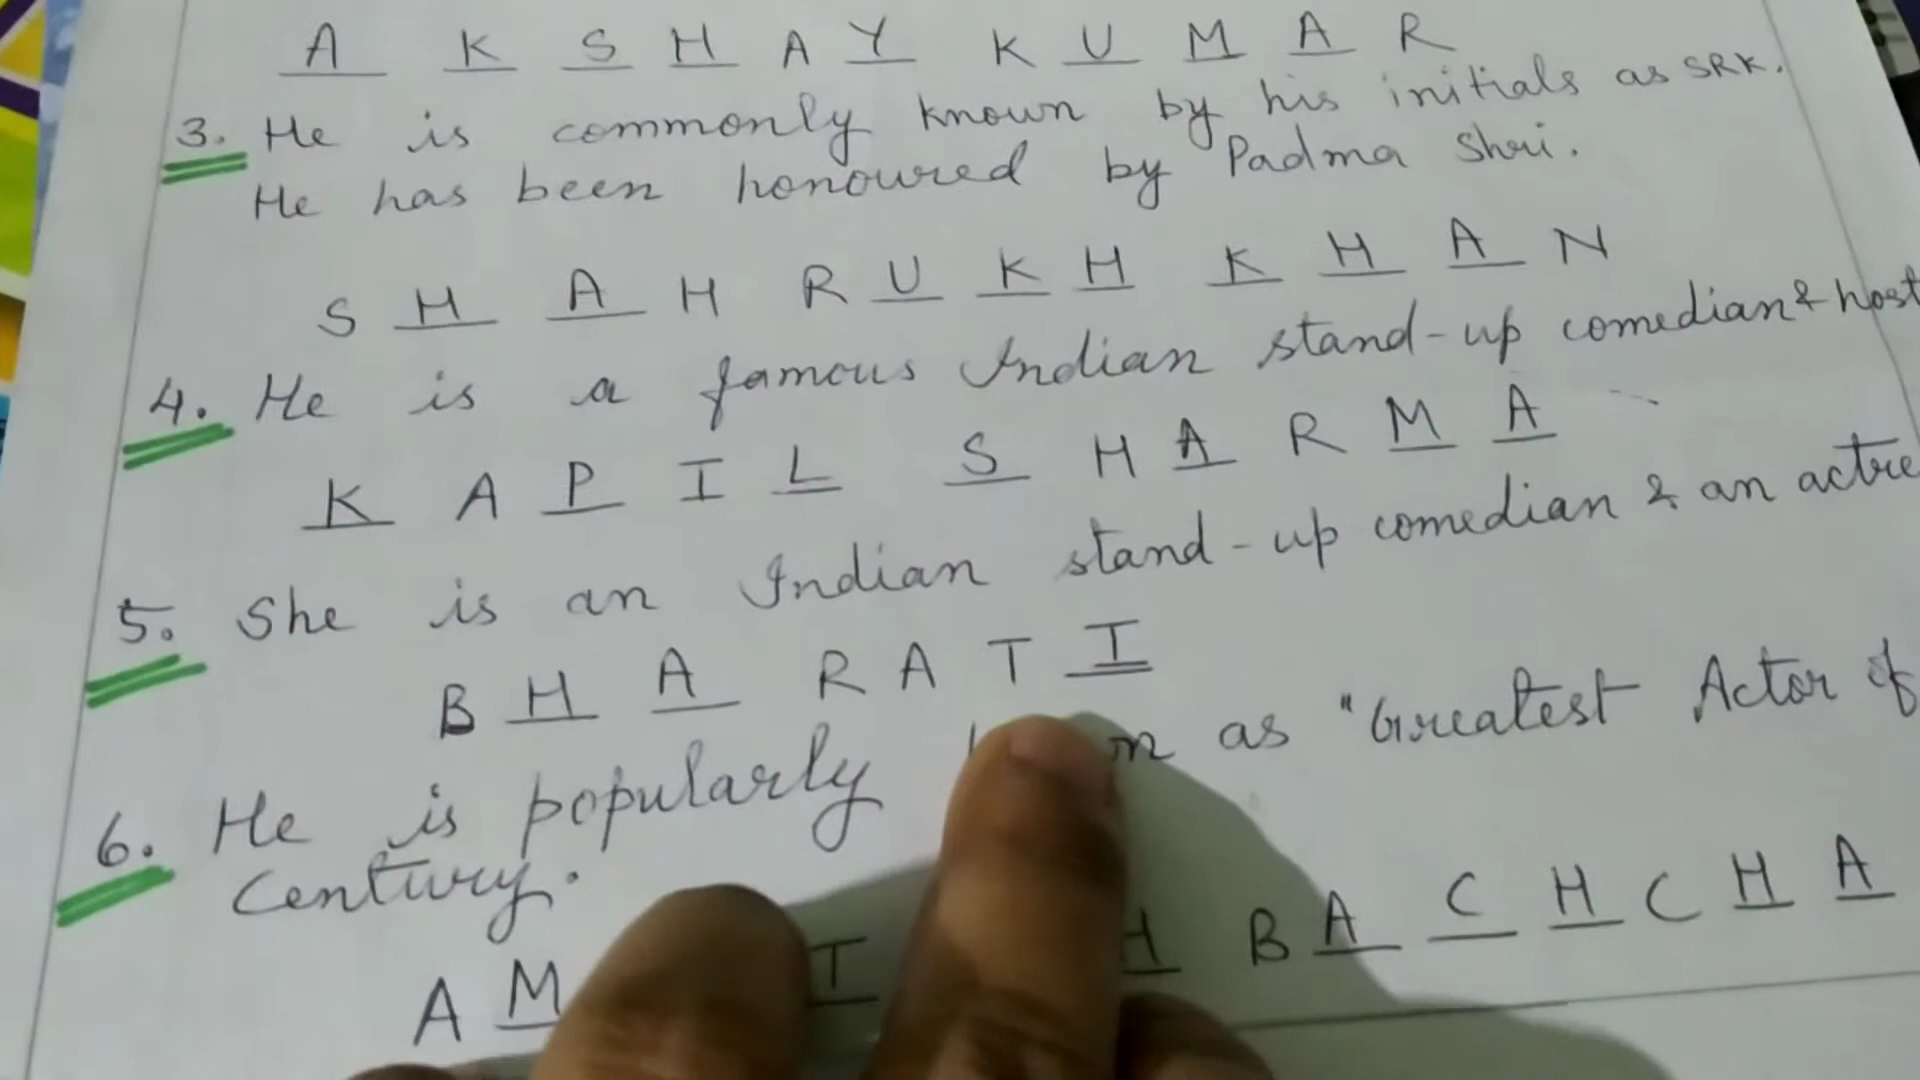 A K S H A Y K U M A R
3. He is commonly known by his initials as SRK.
He has been honoured by Padma Shri.
S H A H R U K H K H A N
4. He is a famous Indian stand-up comedian & host
K A P I L S H A R M A
5. She is an Indian stand-up comedian & an actre
B H A R A T I
6. He is popularly as "Greatest Actor of
Century.
A M I H B A C H C H A